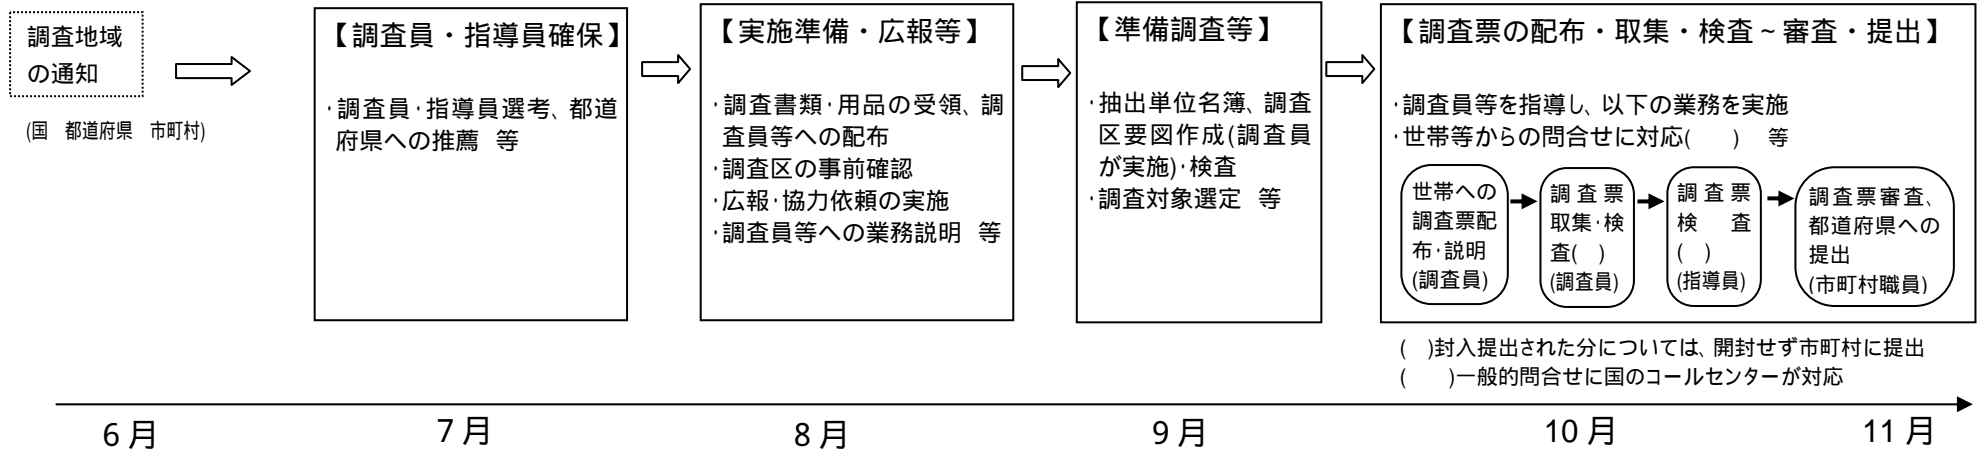 調査地域
の通知
(国　都道府県　市町村)
【調査員・指導員確保】
・調査員・指導員選考、都道
府県への推薦　等
【実施準備・広報等】
・調査書類・用品の受領、調
査員等への配布
・調査区の事前確認
・広報・協力依頼の実施
・調査員等への業務説明　等
【準備調査等】
・抽出単位名簿、調査
区要図作成(調査員
が実施)・検査
・調査対象選定　等
【調査票の配布・取集・検査~審査・提出】
・調査員等を指導し、以下の業務を実施
・世帯等からの問合せに対応(　　)　等
世帯への
調査票配
布・説明
(調査員)
調査票
取集・検
査(　)
(調査員)
調査票
検査
(　)
(指導員)
調査票審査、
都道府県への
提出
(市町村職員)
(　)封入提出された分については、開封せず市町村に提出
(　　)一般的問合せに国のコールセンターが対応
6月
7月
8月
9月
10月
11月